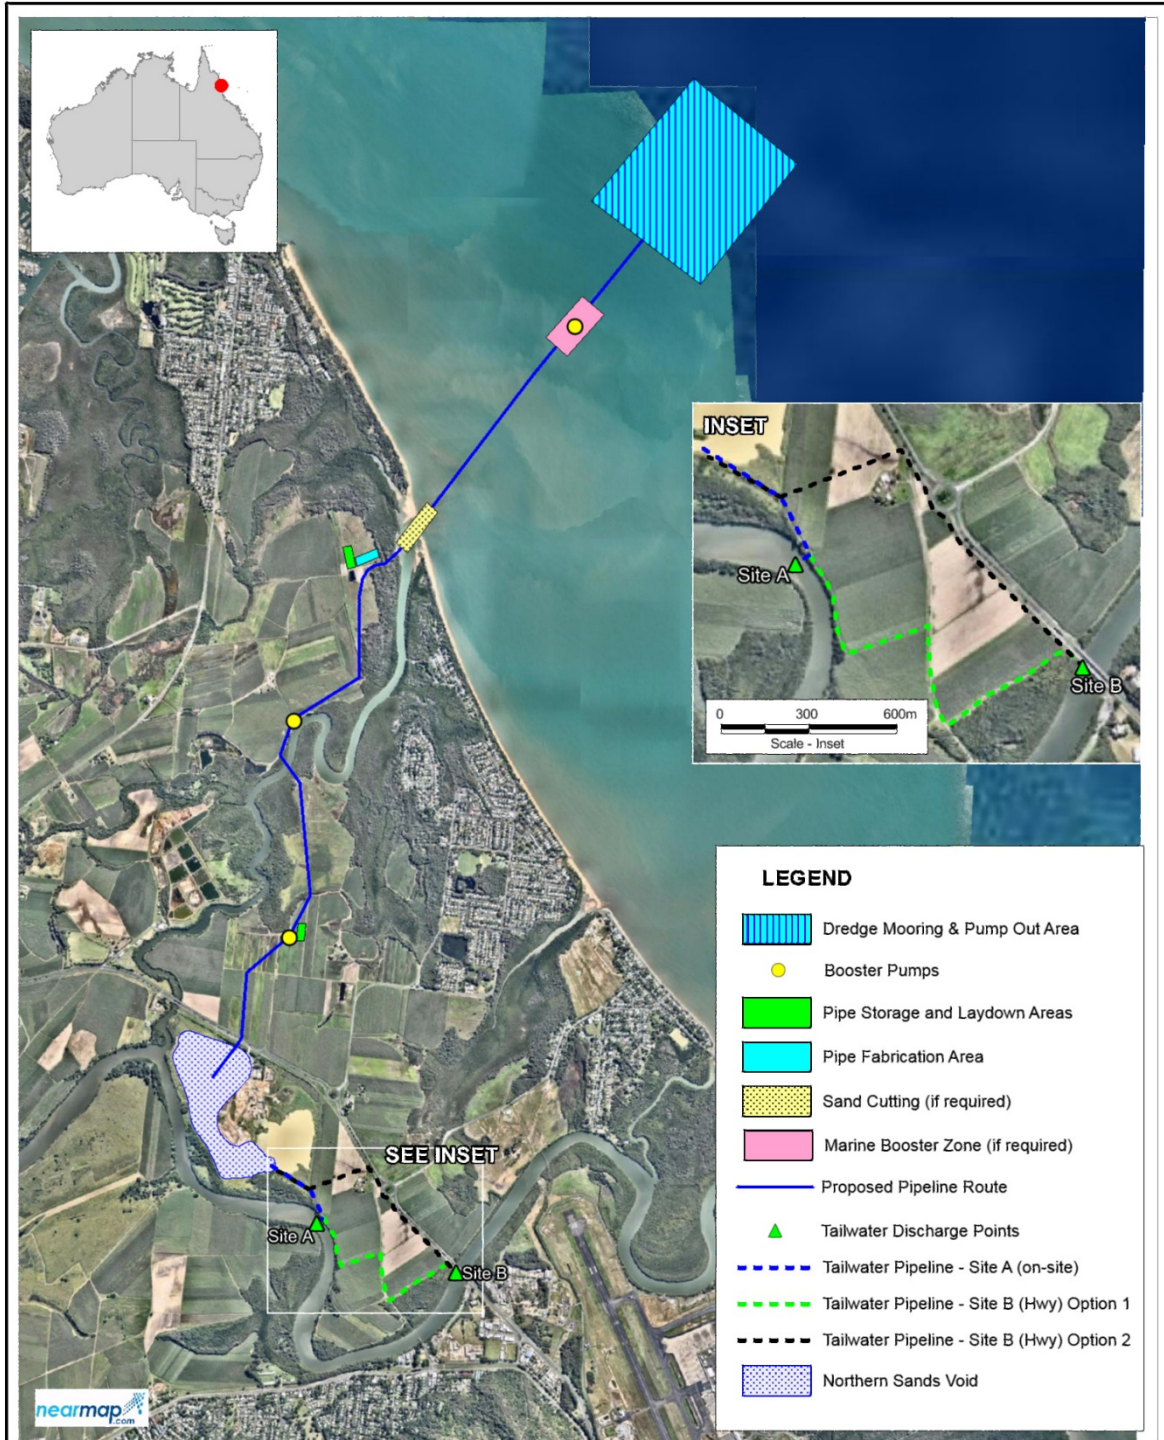 INSET
Site A
Site B
0 300 600m
Scale - Inset
SEE INSET
Site A
Site B
LEGEND
Dredge Mooring & Pump Out Area
Booster Pumps
Pipe Storage and Laydown Areas
Pipe Fabrication Area
Sand Cutting (if required)
Marine Booster Zone (if required)
Proposed Pipeline Route
Tailwater Discharge Points
Tailwater Pipeline - Site A (on-site)
Tailwater Pipeline - Site B (Hwy) Option 1
Tailwater Pipeline - Site B (Hwy) Option 2
Northern Sands Void
nearmap
.com